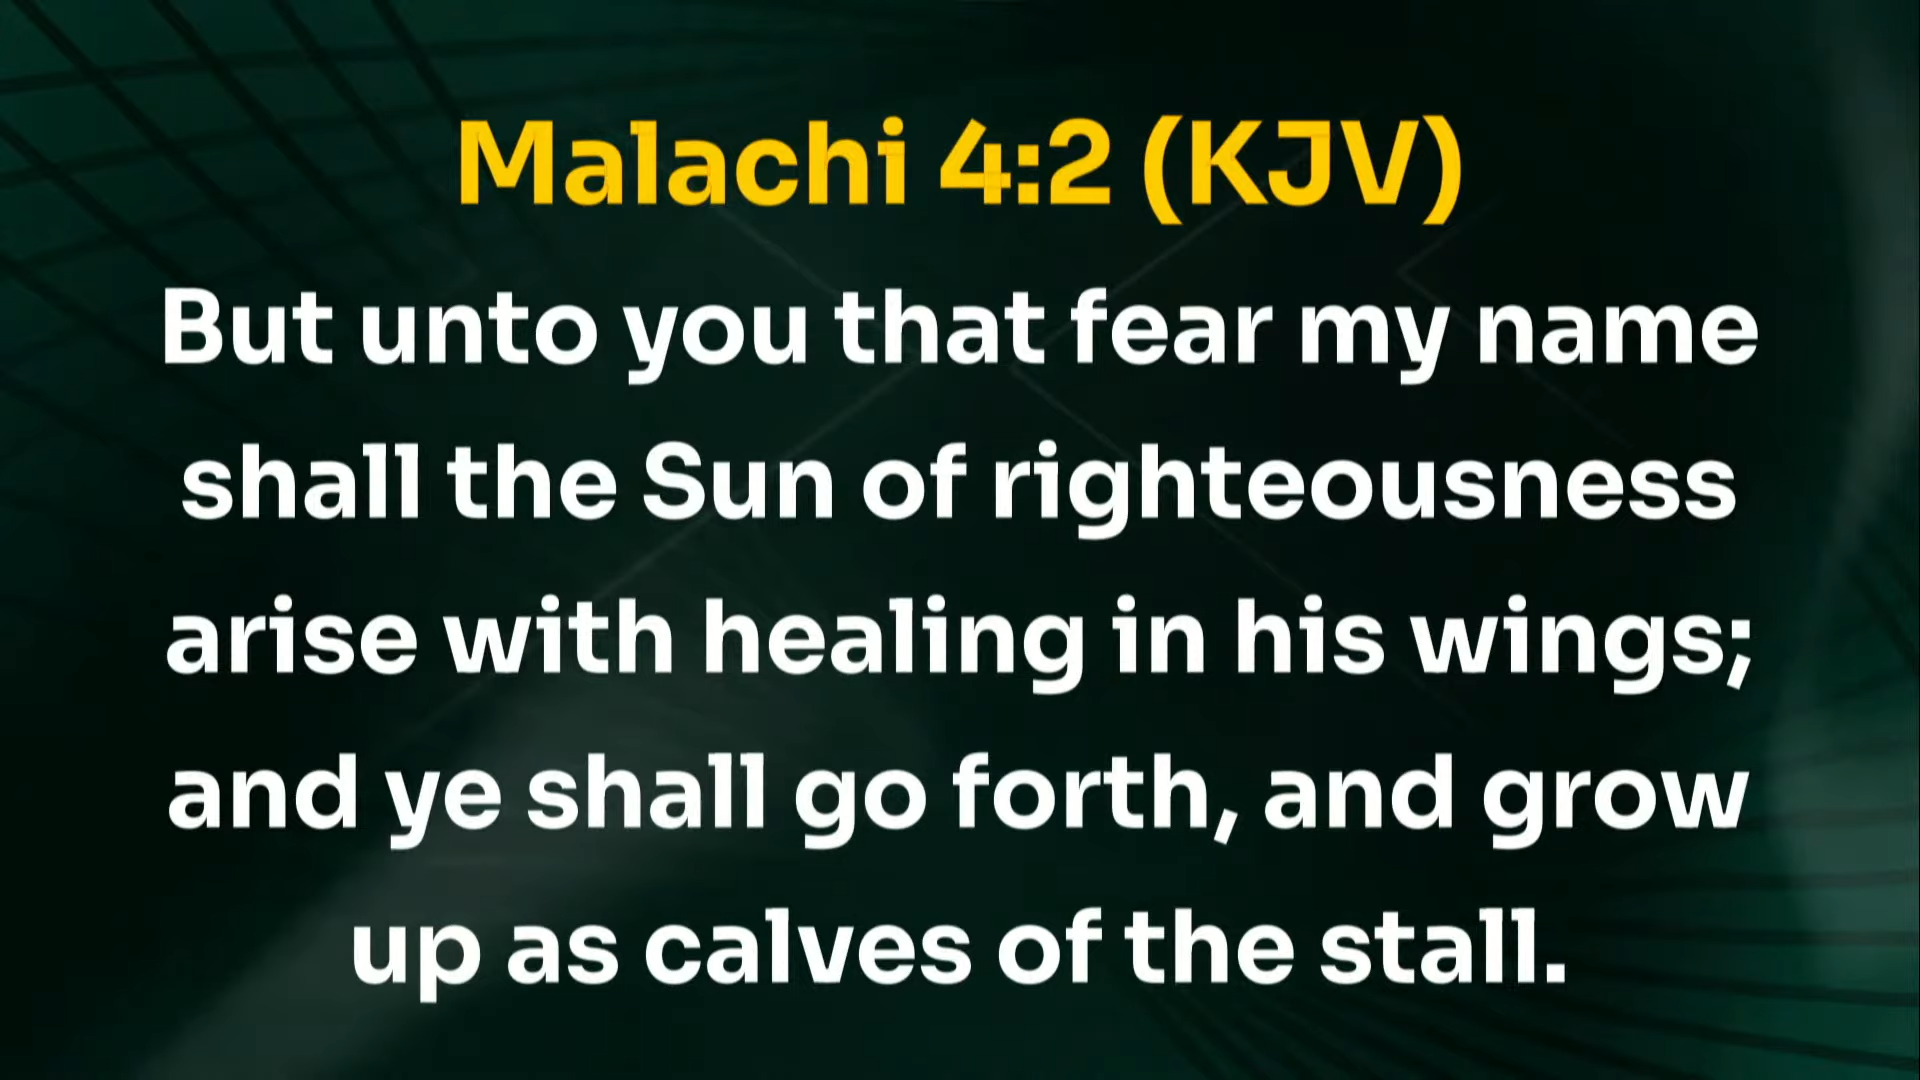 Malachi 4:2 (KJV)
But unto you that fear my name
shall the Sun of righteousness
arise with healing in his wings;
and ye shall go forth, and grow
up as calves of the stall.